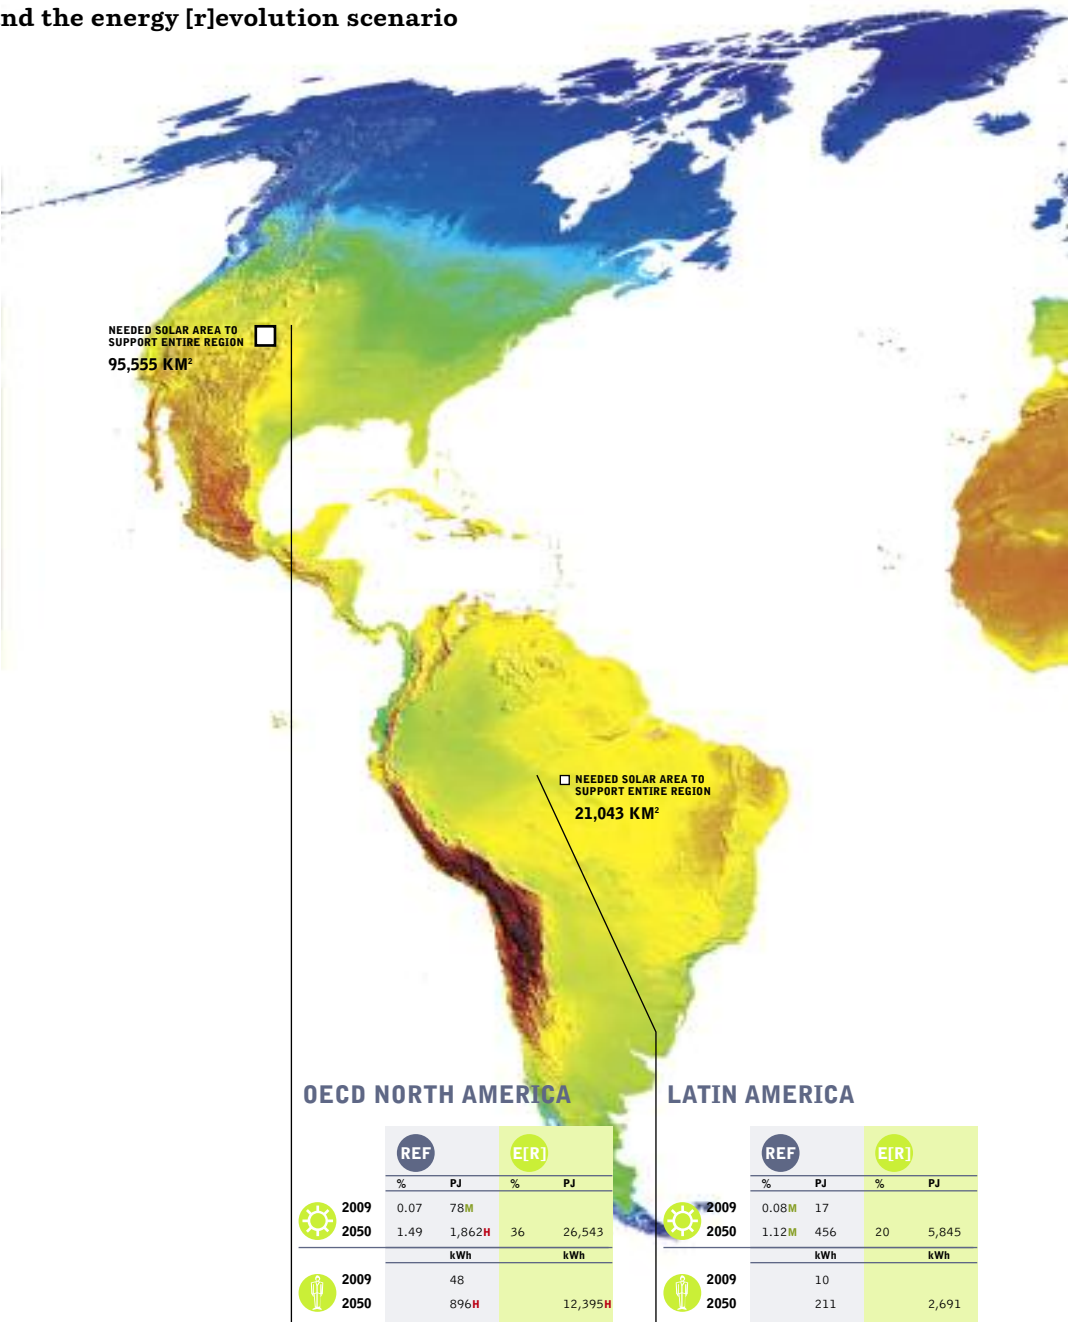 nd the energy [r]evolution scenario
NEEDED SOLAR AREA TO
SUPPORT ENTIRE REGION
95,555 KM²
NEEDED SOLAR AREA TO
SUPPORT ENTIRE REGION
21,043 KM²
OECD NORTH AMERICA
REF E[R]
% PJ % PJ
2009 0.07 78M
2050 1.49 1,862H 36 26,543
kWh kWh
2009 48
2050 896H 12,395H
LATIN AMERICA
REF E[R]
% PJ % PJ
2009 0.08M 17
2050 1.12M 456 20 5,845
kWh kWh
2009 10
2050 211 2,691